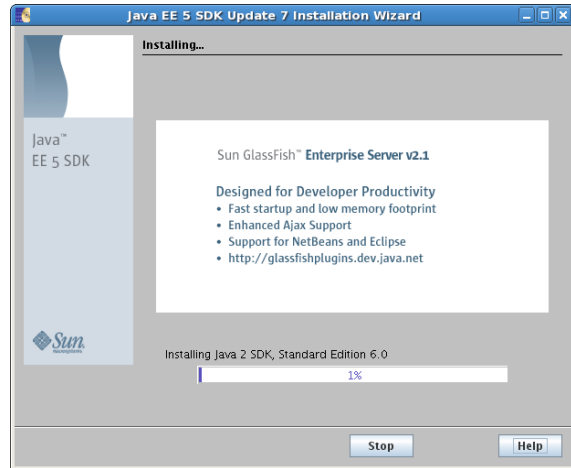 Java EE 5 SDK Update 7 Installation Wizard
Installing...
Java™
EE 5 SDK
Sun GlassFish™ Enterprise Server v2.1
Designed for Developer Productivity
• Fast startup and low memory footprint
• Enhanced Ajax Support
• Support for NetBeans and Eclipse
• http://glassfishplugins.dev.java.net
Sun
microsystems
Installing Java 2 SDK, Standard Edition 6.0
1%
Stop
Help